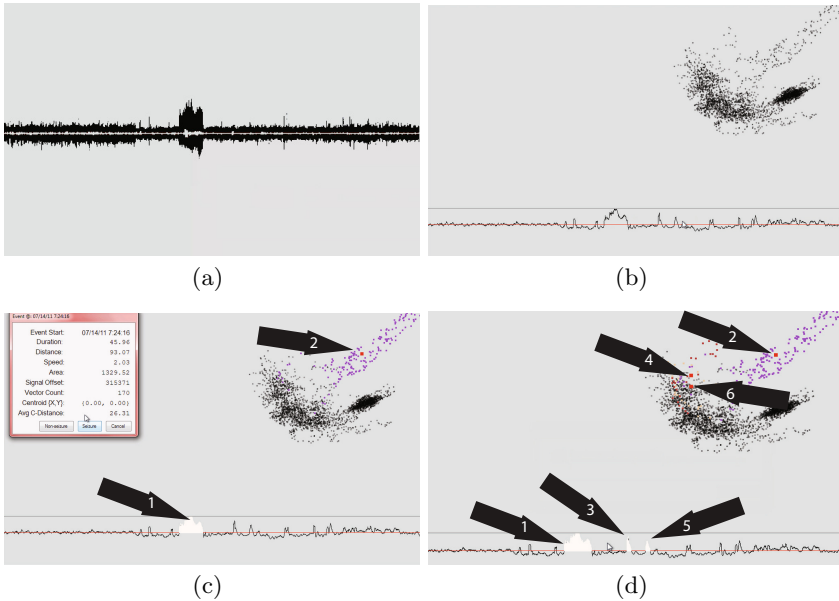 (a)
(b)
Event @: 07/14/11 7:24:16
Event Start: 07/14/11 7:24:16
Duration: 45.96
Distance: 93.07
Speed: 2.03
Area: 1329.52
Signal Offset: 315371
Vector Count: 170
Centroid {X,Y}: (0.00, 0.00)
Avg C-Distance: 26.31
Non-seizure Seizure Cancel
2
1
(c)
2
4
6
3
1
5
(d)